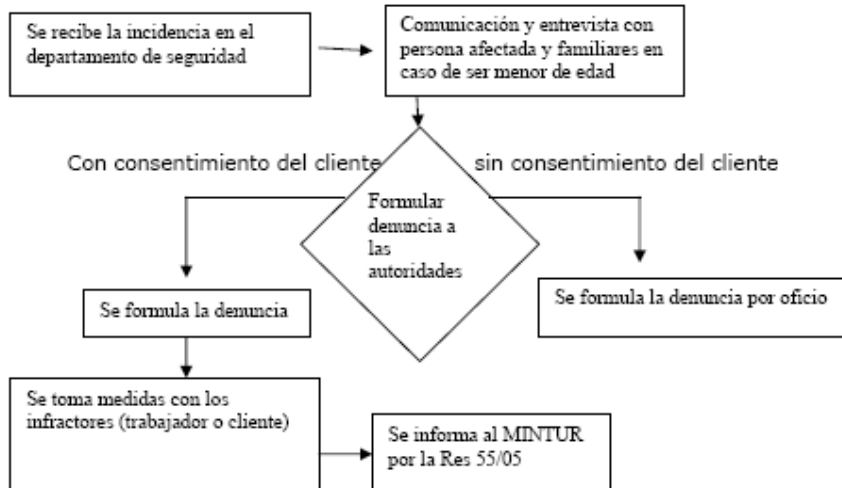 Se recibe la incidencia en el
departamento de seguridad
Comunicación y entrevista con
persona afectada y familiares en
caso de ser menor de edad
Con consentimiento del cliente
sin consentimiento del cliente
Formular
denuncia a
las
autoridades
Se formula la denuncia
Se formula la denuncia por oficio
Se toma medidas con los
infractores (trabajador o cliente)
Se informa al MINTUR
por la Res 55/05